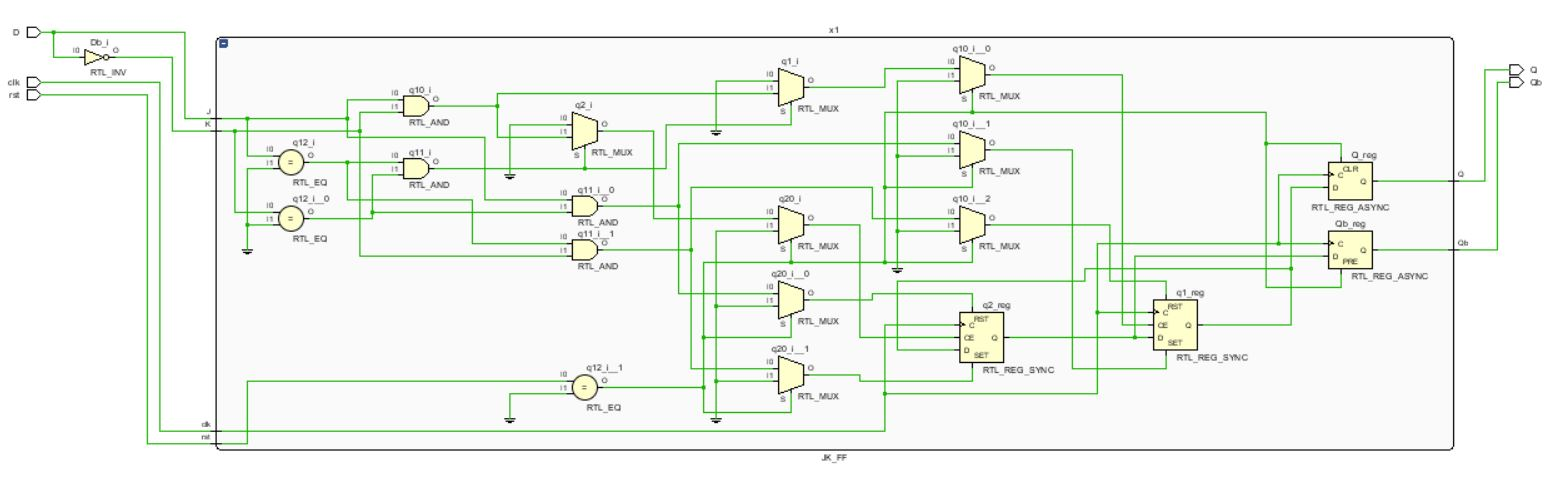 x1
D
Db_i
I0 O
RTL_INV
clk
rst
Q
Qb
J
K
q10_i
I0 O
I1
RTL_AND
q12_i
I0 O
I1
=
RTL_EQ
q11_i
I0 O
I1
RTL_AND
q12_i__0
I0 O
I1
=
RTL_EQ
q2_i
I0 O
I1
S
RTL_MUX
q11_i__0
I0 O
I1
RTL_AND
q11_i__1
I0 O
I1
RTL_AND
q12_i__1
I0 O
I1
=
RTL_EQ
q1_i
I0 O
I1
S
RTL_MUX
q20_i
I0 O
I1
S
RTL_MUX
q20_i__0
I0 O
I1
S
RTL_MUX
q20_i__1
I0 O
I1
S
RTL_MUX
q10_i__0
I0 O
I1
S
RTL_MUX
q10_i__1
I0 O
I1
S
RTL_MUX
q10_i__2
I0 O
I1
S
RTL_MUX
q2_reg
RST
C
CE Q
D
SET
RTL_REG_SYNC
q1_reg
RST
C
CE Q
D
SET
RTL_REG_SYNC
Q_reg
CLR
C
Q
D
RTL_REG_ASYNC
Qb_reg
C
Q
D
PRE
RTL_REG_ASYNC
Q
Qb
clk
rst
JK_FF